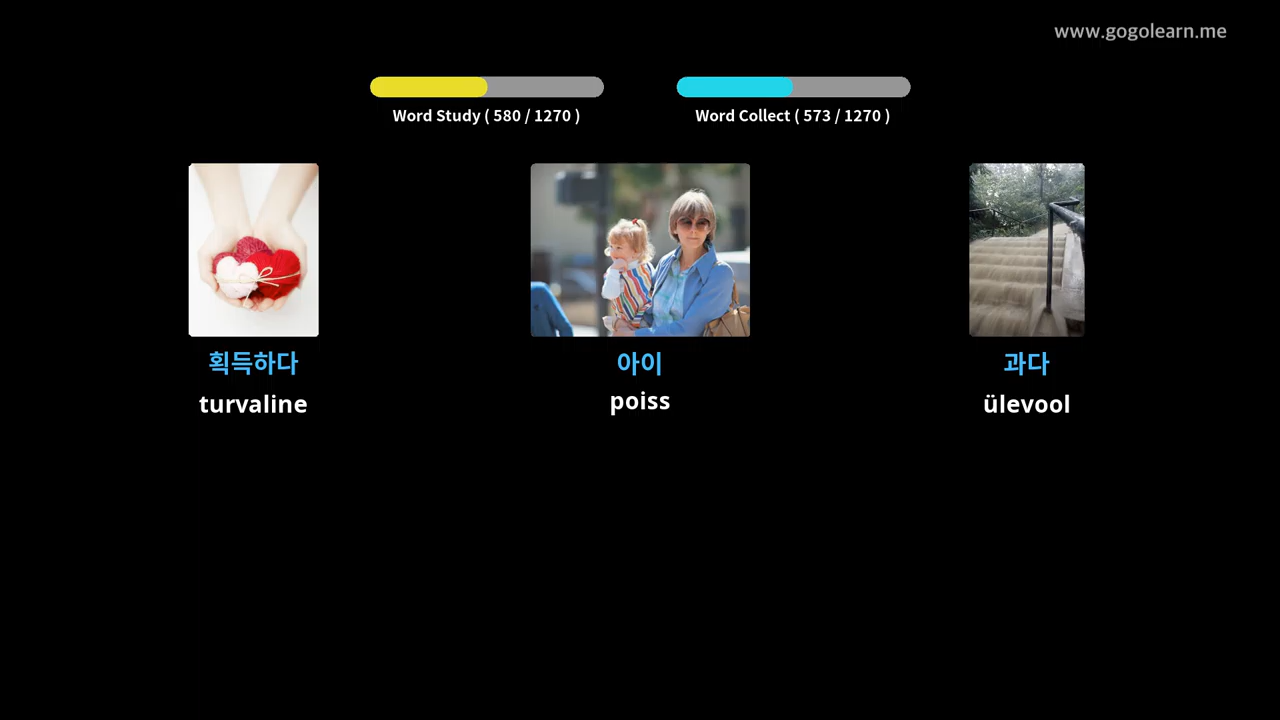 www.gogolearn.me
Word Study ( 580 / 1270 )
Word Collect ( 573 / 1270 )
획득하다
아이
과다
turvaline
poiss
ülevool